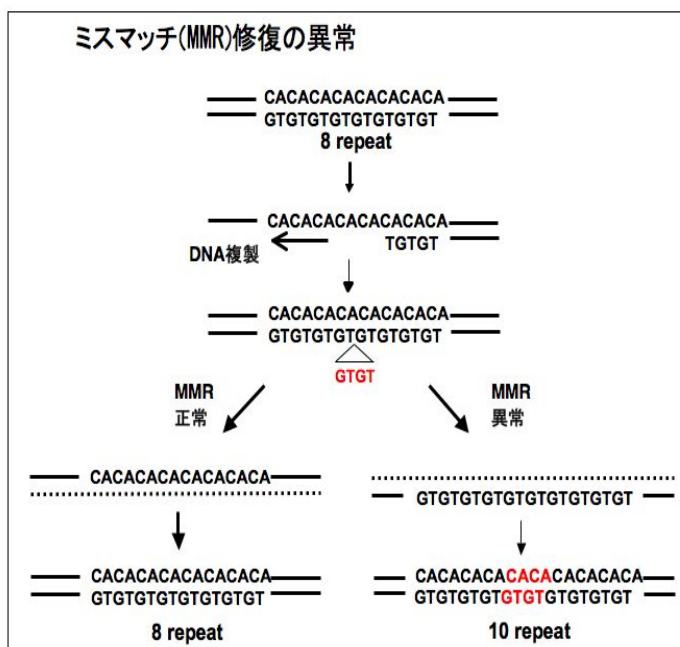 ミスマッチ(MMR)修復の異常
CACACACACACACACA
GTGTGTGTGTGTGTGT
8 repeat
CACACACACACACACA
DNA複製
TGTGT
CACACACACACACACA
GTGTGTGTGTGTGTGT
GTGT
MMR
正常
MMR
異常
CACACACACACACACA
GTGTGTGTGTGTGTGTGTGT
CACACACACACACACA
GTGTGTGTGTGTGTGT
8 repeat
CACACACACACACACACACA
GTGTGTGTGTGTGTGTGTGT
10 repeat